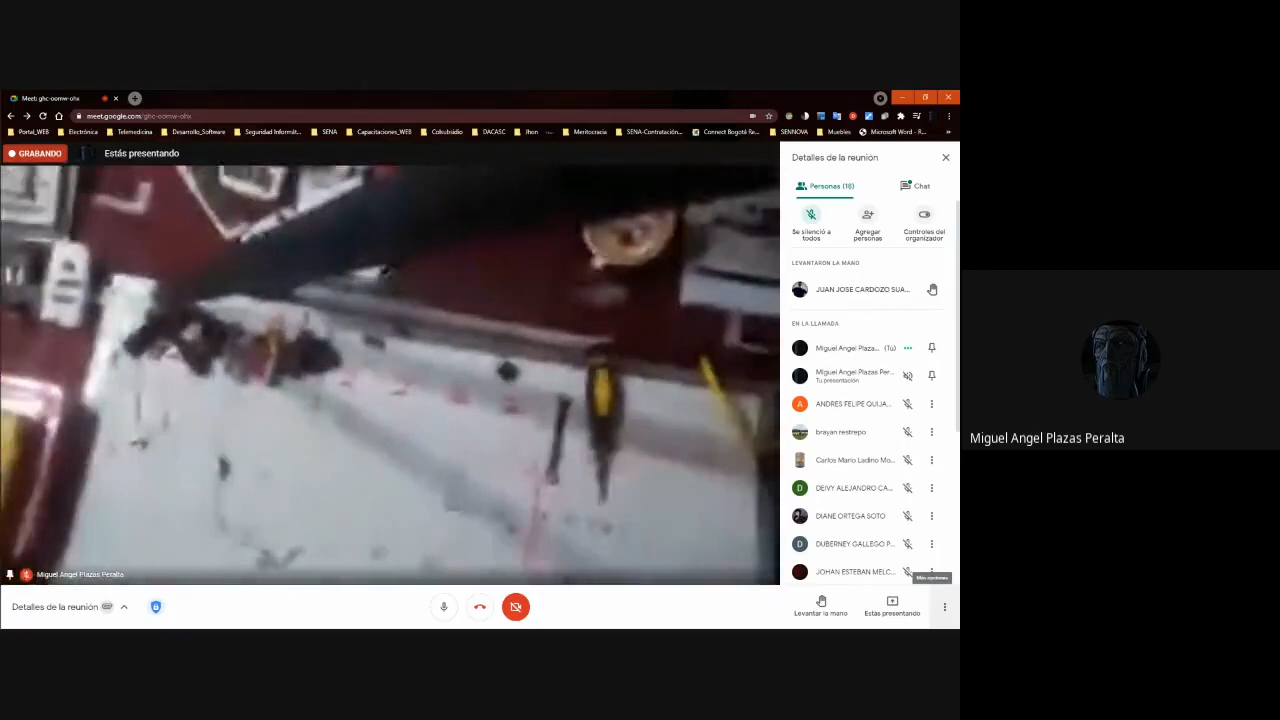 Meet: ghc-oomw-ohx
meet.google.com/ghc-oomw-ohx
Portal_WEB
Electrónica
Telemedicina
Desarrollo_Software
Seguridad Informát...
SENA
Capacitaciones_WEB
Colsubsidio
DACASC
Jhon
Meritocracia
SENA-Contratación...
Connect Bogotá Re...
SENNOVA
Muebles
Microsoft Word - R...
»
GRABANDO
Estás presentando
Detalles de la reunión
Personas (18)
Chat
Se silenció a todos
Agregar personas
Controles del organizador
LEVANTARON LA MANO
JUAN JOSE CARDOZO SUA...
EN LA LLAMADA
Miguel Angel Plaza... (Tú)
Miguel Angel Plazas Per...
Tu presentación
A ANDRES FELIPE QUIJA...
brayan restrepo
Carlos Mario Ladino Mo...
D DEIVY ALEJANDRO CA...
DIANE ORTEGA SOTO
D DUBERNEY GALLEGO P...
JOHAN ESTEBAN MELC...
Más opciones
Miguel Angel Plazas Peralta
Detalles de la reunión
Levantar la mano
Estás presentando
Miguel Angel Plazas Peralta